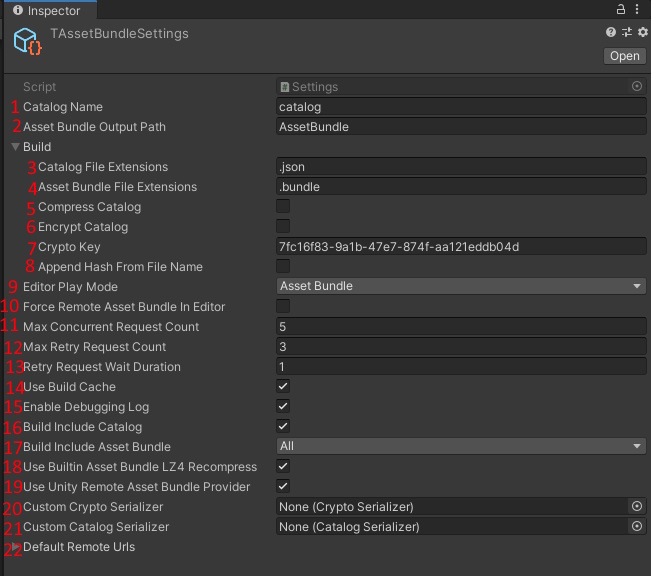 Inspector
TAssetBundleSettings
Open
Script Settings
1 Catalog Name catalog
2 Asset Bundle Output Path AssetBundle
Build
3 Catalog File Extensions .json
4 Asset Bundle File Extensions .bundle
5 Compress Catalog
6 Encrypt Catalog
7 Crypto Key 7fc16f83-9a1b-47e7-874f-aa121eddb04d
8 Append Hash From File Name
9 Editor Play Mode Asset Bundle
10 Force Remote Asset Bundle In Editor
11 Max Concurrent Request Count 5
12 Max Retry Request Count 3
13 Retry Request Wait Duration 1
14 Use Build Cache
15 Enable Debugging Log
16 Build Include Catalog
17 Build Include Asset Bundle All
18 Use Builtin Asset Bundle LZ4 Recompress
19 Use Unity Remote Asset Bundle Provider
20 Custom Crypto Serializer None (Crypto Serializer)
21 Custom Catalog Serializer None (Catalog Serializer)
22 Default Remote Urls